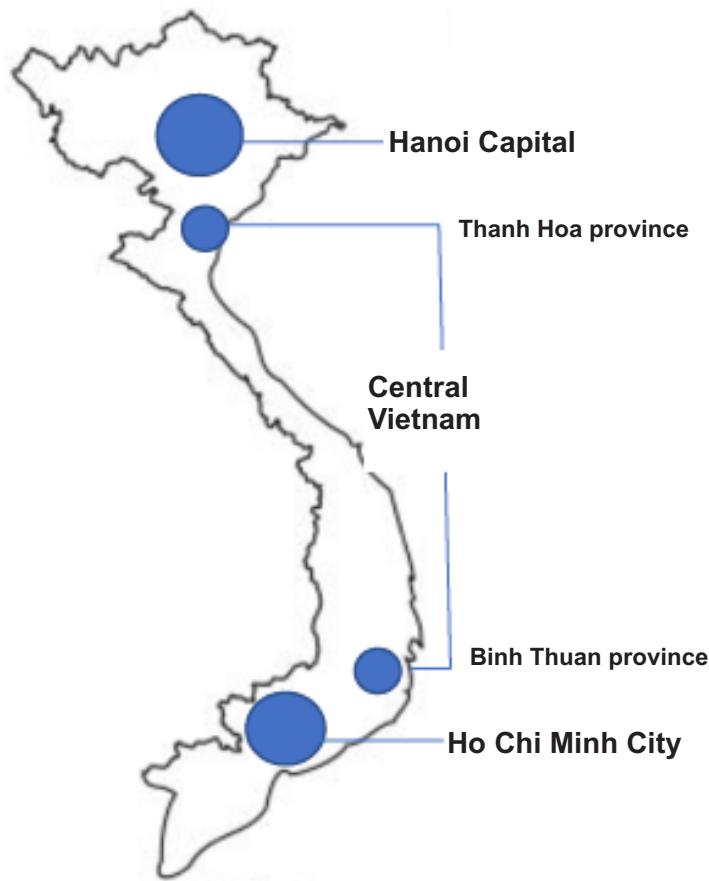 Hanoi Capital
Thanh Hoa province
Central
Vietnam
Binh Thuan province
Ho Chi Minh City